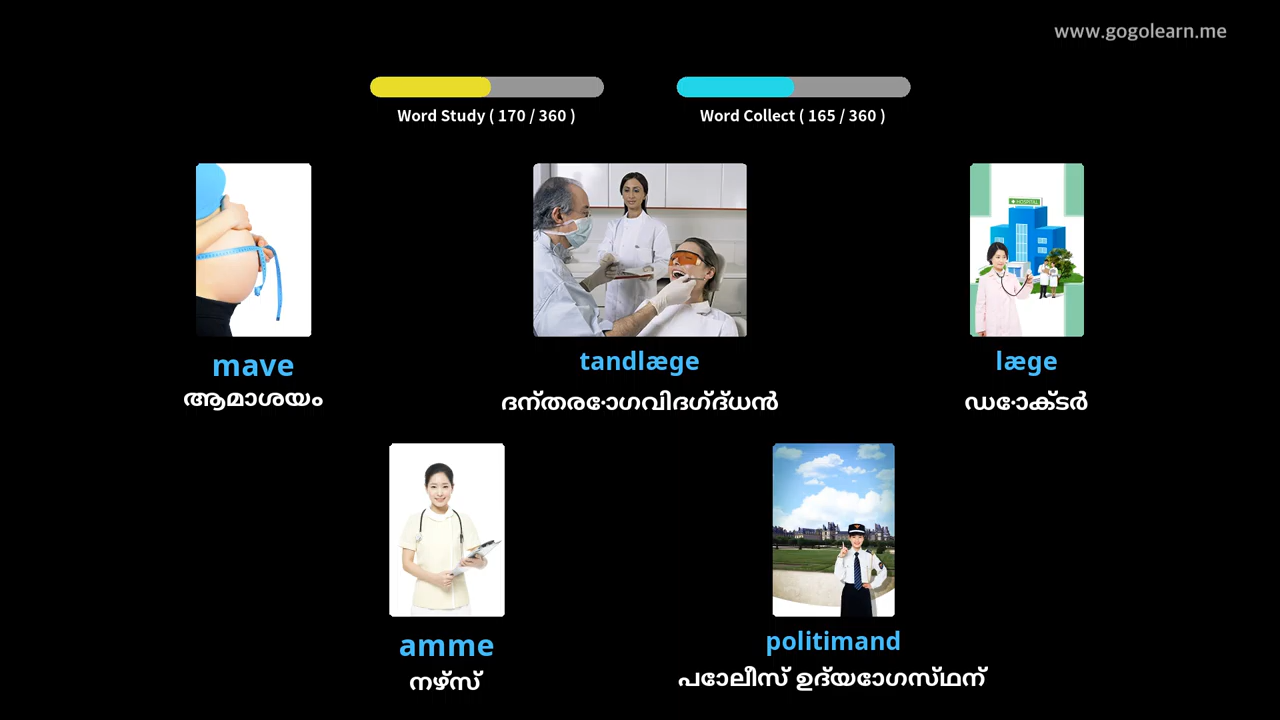 www.gogolearn.me
Word Study ( 170 / 360 )
Word Collect ( 165 / 360 )
HOSPITAL
mave
ആമാശയം
tandlæge
ദന്തരോഗവിദഗ്ദ്ധൻ
læge
ഡോക്ടർ
amme
നഴ്സ്
politimand
പോലീസ് ഉദ്യോഗസ്ഥന്